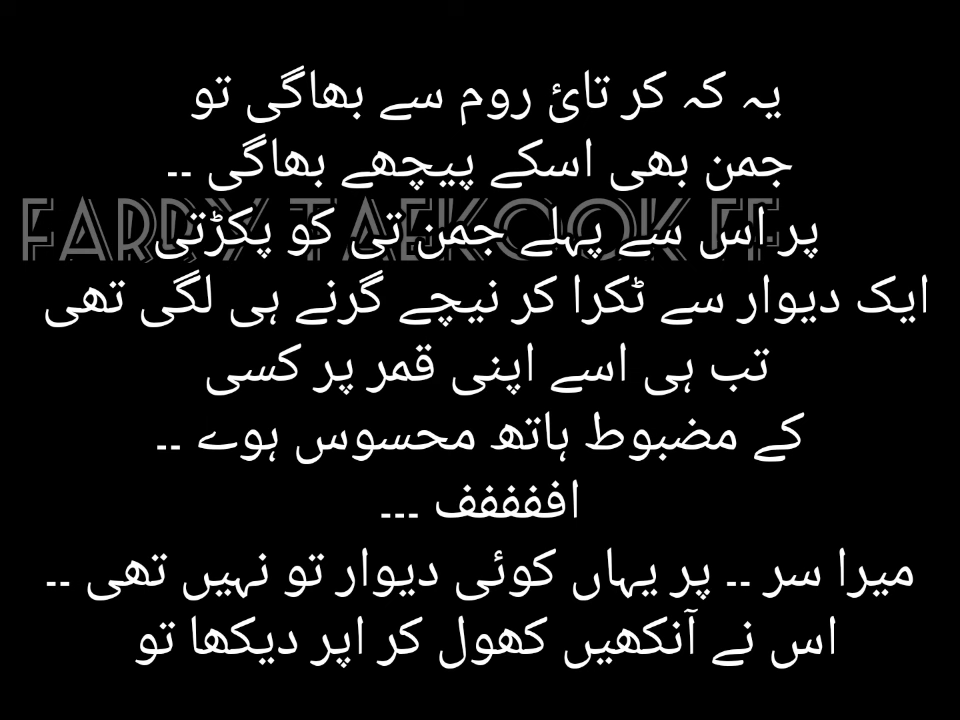 یہ کہ کر تائ روم سے بھاگی تو
جمن بھی اسکے پیچھے بھاگی ۔۔
FARRY TAEKOOK FF
پر اس سے پہلے جمن تی کو پکڑتی
ایک دیوار سے ٹکرا کر نیچے گرنے ہی لگی تھی
تب ہی اسے اپنی قمر پر کسی
کے مضبوط ہاتھ محسوس ہوے ۔۔
اففففف ۔۔۔
میرا سر ۔۔ پر یہاں کوئی دیوار تو نہیں تھی ۔۔
اس نے آنکھیں کھول کر اپر دیکھا تو